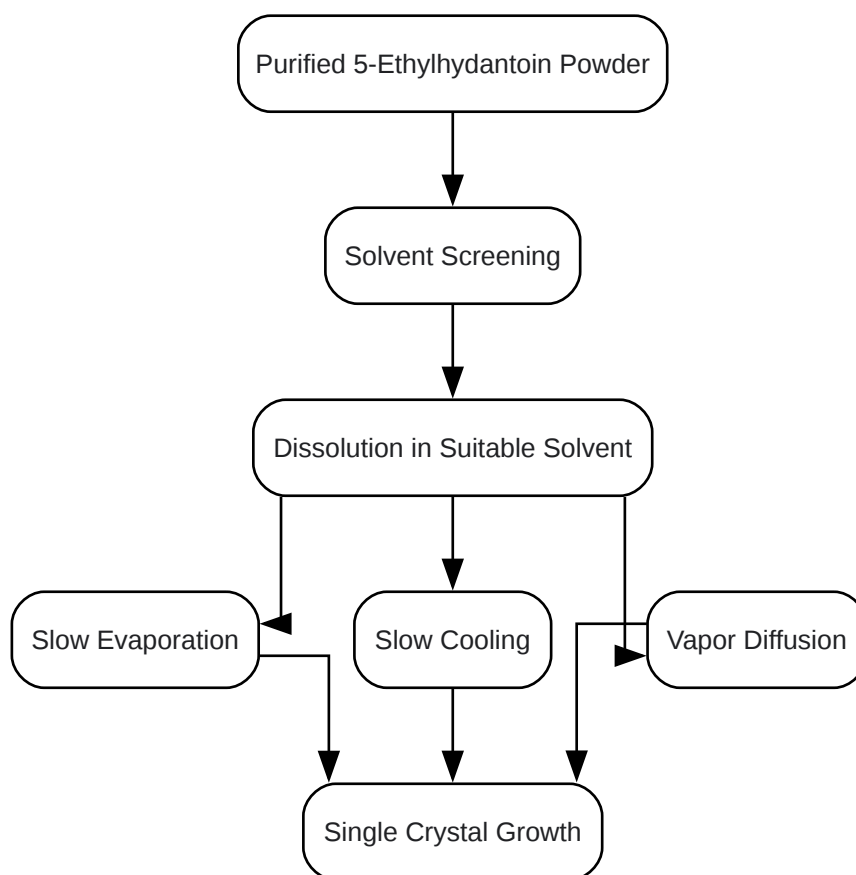 Purified 5-Ethylhydantoin Powder
Solvent Screening
Dissolution in Suitable Solvent
Slow Evaporation
Slow Cooling
Vapor Diffusion
Single Crystal Growth